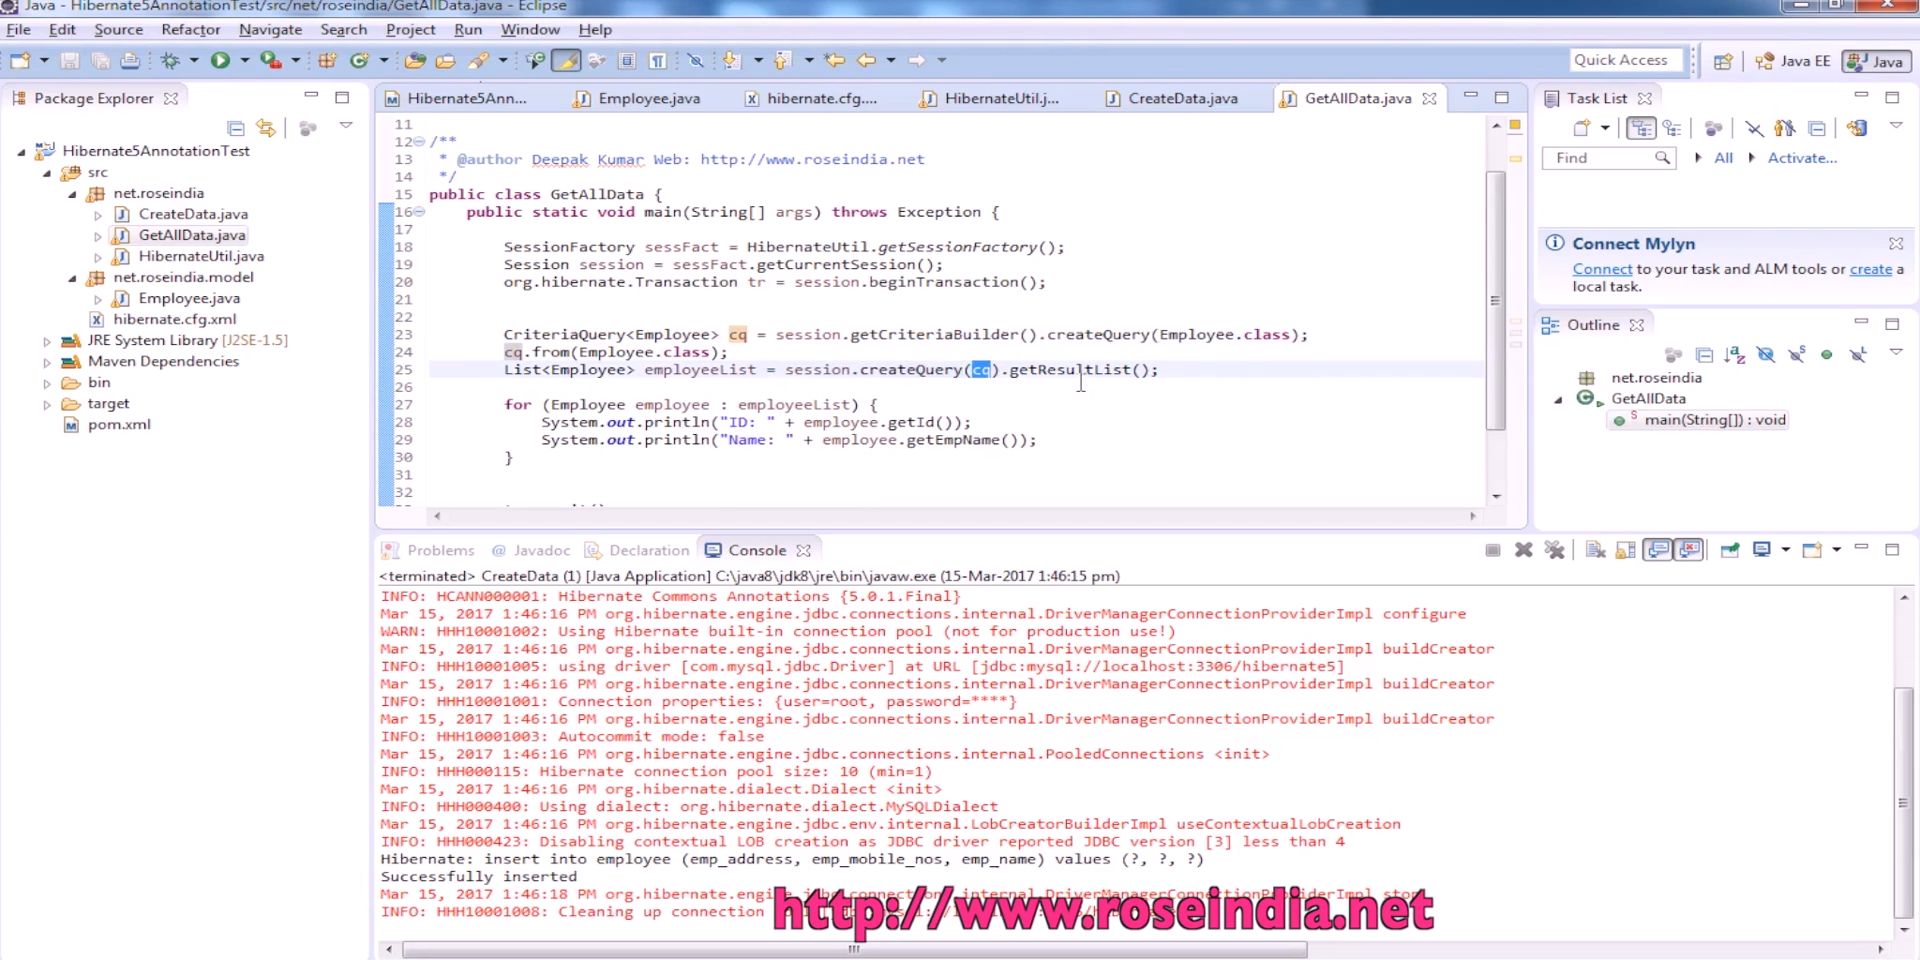 Java - Hibernate5AnnotationTest/src/net/roseindia/GetAllData.java - Eclipse
File Edit Source Refactor Navigate Search Project Run Window Help
Quick Access Java EE Java
Package Explorer
Hibernate5AnnotationTest
src
net.roseindia
CreateData.java
GetAllData.java
HibernateUtil.java
net.roseindia.model
Employee.java
hibernate.cfg.xml
JRE System Library [J2SE-1.5]
Maven Dependencies
bin
target
pom.xml
Hibernate5Ann... Employee.java hibernate.cfg.... HibernateUtil.j... CreateData.java GetAllData.java
11
12 /**
13 * @author Deepak Kumar Web: http://www.roseindia.net
14 */
15 public class GetAllData {
16 public static void main(String[] args) throws Exception {
17
18 SessionFactory sessFact = HibernateUtil.getSessionFactory();
19 Session session = sessFact.getCurrentSession();
20 org.hibernate.Transaction tr = session.beginTransaction();
21
22
23 CriteriaQuery<Employee> cq = session.getCriteriaBuilder().createQuery(Employee.class);
24 cq.from(Employee.class);
25 List<Employee> employeeList = session.createQuery(cq).getResultList();
26
27 for (Employee employee : employeeList) {
28 System.out.println("ID: " + employee.getId());
29 System.out.println("Name: " + employee.getEmpName());
30 }
31
32
Task List
Find All Activate...
Connect Mylyn
Connect to your task and ALM tools or create a
local task.
Outline
net.roseindia
GetAllData
main(String[]) : void
Problems @ Javadoc Declaration Console
<terminated> CreateData (1) [Java Application] C:\java8\jdk8\jre\bin\javaw.exe (15-Mar-2017 1:46:15 pm)
INFO: HCANN000001: Hibernate Commons Annotations {5.0.1.Final}
Mar 15, 2017 1:46:16 PM org.hibernate.engine.jdbc.connections.internal.DriverManagerConnectionProviderImpl configure
WARN: HHH10001002: Using Hibernate built-in connection pool (not for production use!)
Mar 15, 2017 1:46:16 PM org.hibernate.engine.jdbc.connections.internal.DriverManagerConnectionProviderImpl buildCreator
INFO: HHH10001005: using driver [com.mysql.jdbc.Driver] at URL [jdbc:mysql://localhost:3306/hibernate5]
Mar 15, 2017 1:46:16 PM org.hibernate.engine.jdbc.connections.internal.DriverManagerConnectionProviderImpl buildCreator
INFO: HHH10001001: Connection properties: {user=root, password=****}
Mar 15, 2017 1:46:16 PM org.hibernate.engine.jdbc.connections.internal.DriverManagerConnectionProviderImpl buildCreator
INFO: HHH10001003: Autocommit mode: false
Mar 15, 2017 1:46:16 PM org.hibernate.engine.jdbc.connections.internal.PooledConnections <init>
INFO: HHH000115: Hibernate connection pool size: 10 (min=1)
Mar 15, 2017 1:46:16 PM org.hibernate.dialect.Dialect <init>
INFO: HHH000400: Using dialect: org.hibernate.dialect.MySQLDialect
Mar 15, 2017 1:46:16 PM org.hibernate.engine.jdbc.env.internal.LobCreatorBuilderImpl useContextualLobCreation
INFO: HHH000423: Disabling contextual LOB creation as JDBC driver reported JDBC version [3] less than 4
Hibernate: insert into employee (emp_address, emp_mobile_nos, emp_name) values (?, ?, ?)
Successfully inserted
Mar 15, 2017 1:46:18 PM
INFO: HHH10001008: Cleaning up connection
http://www.roseindia.net